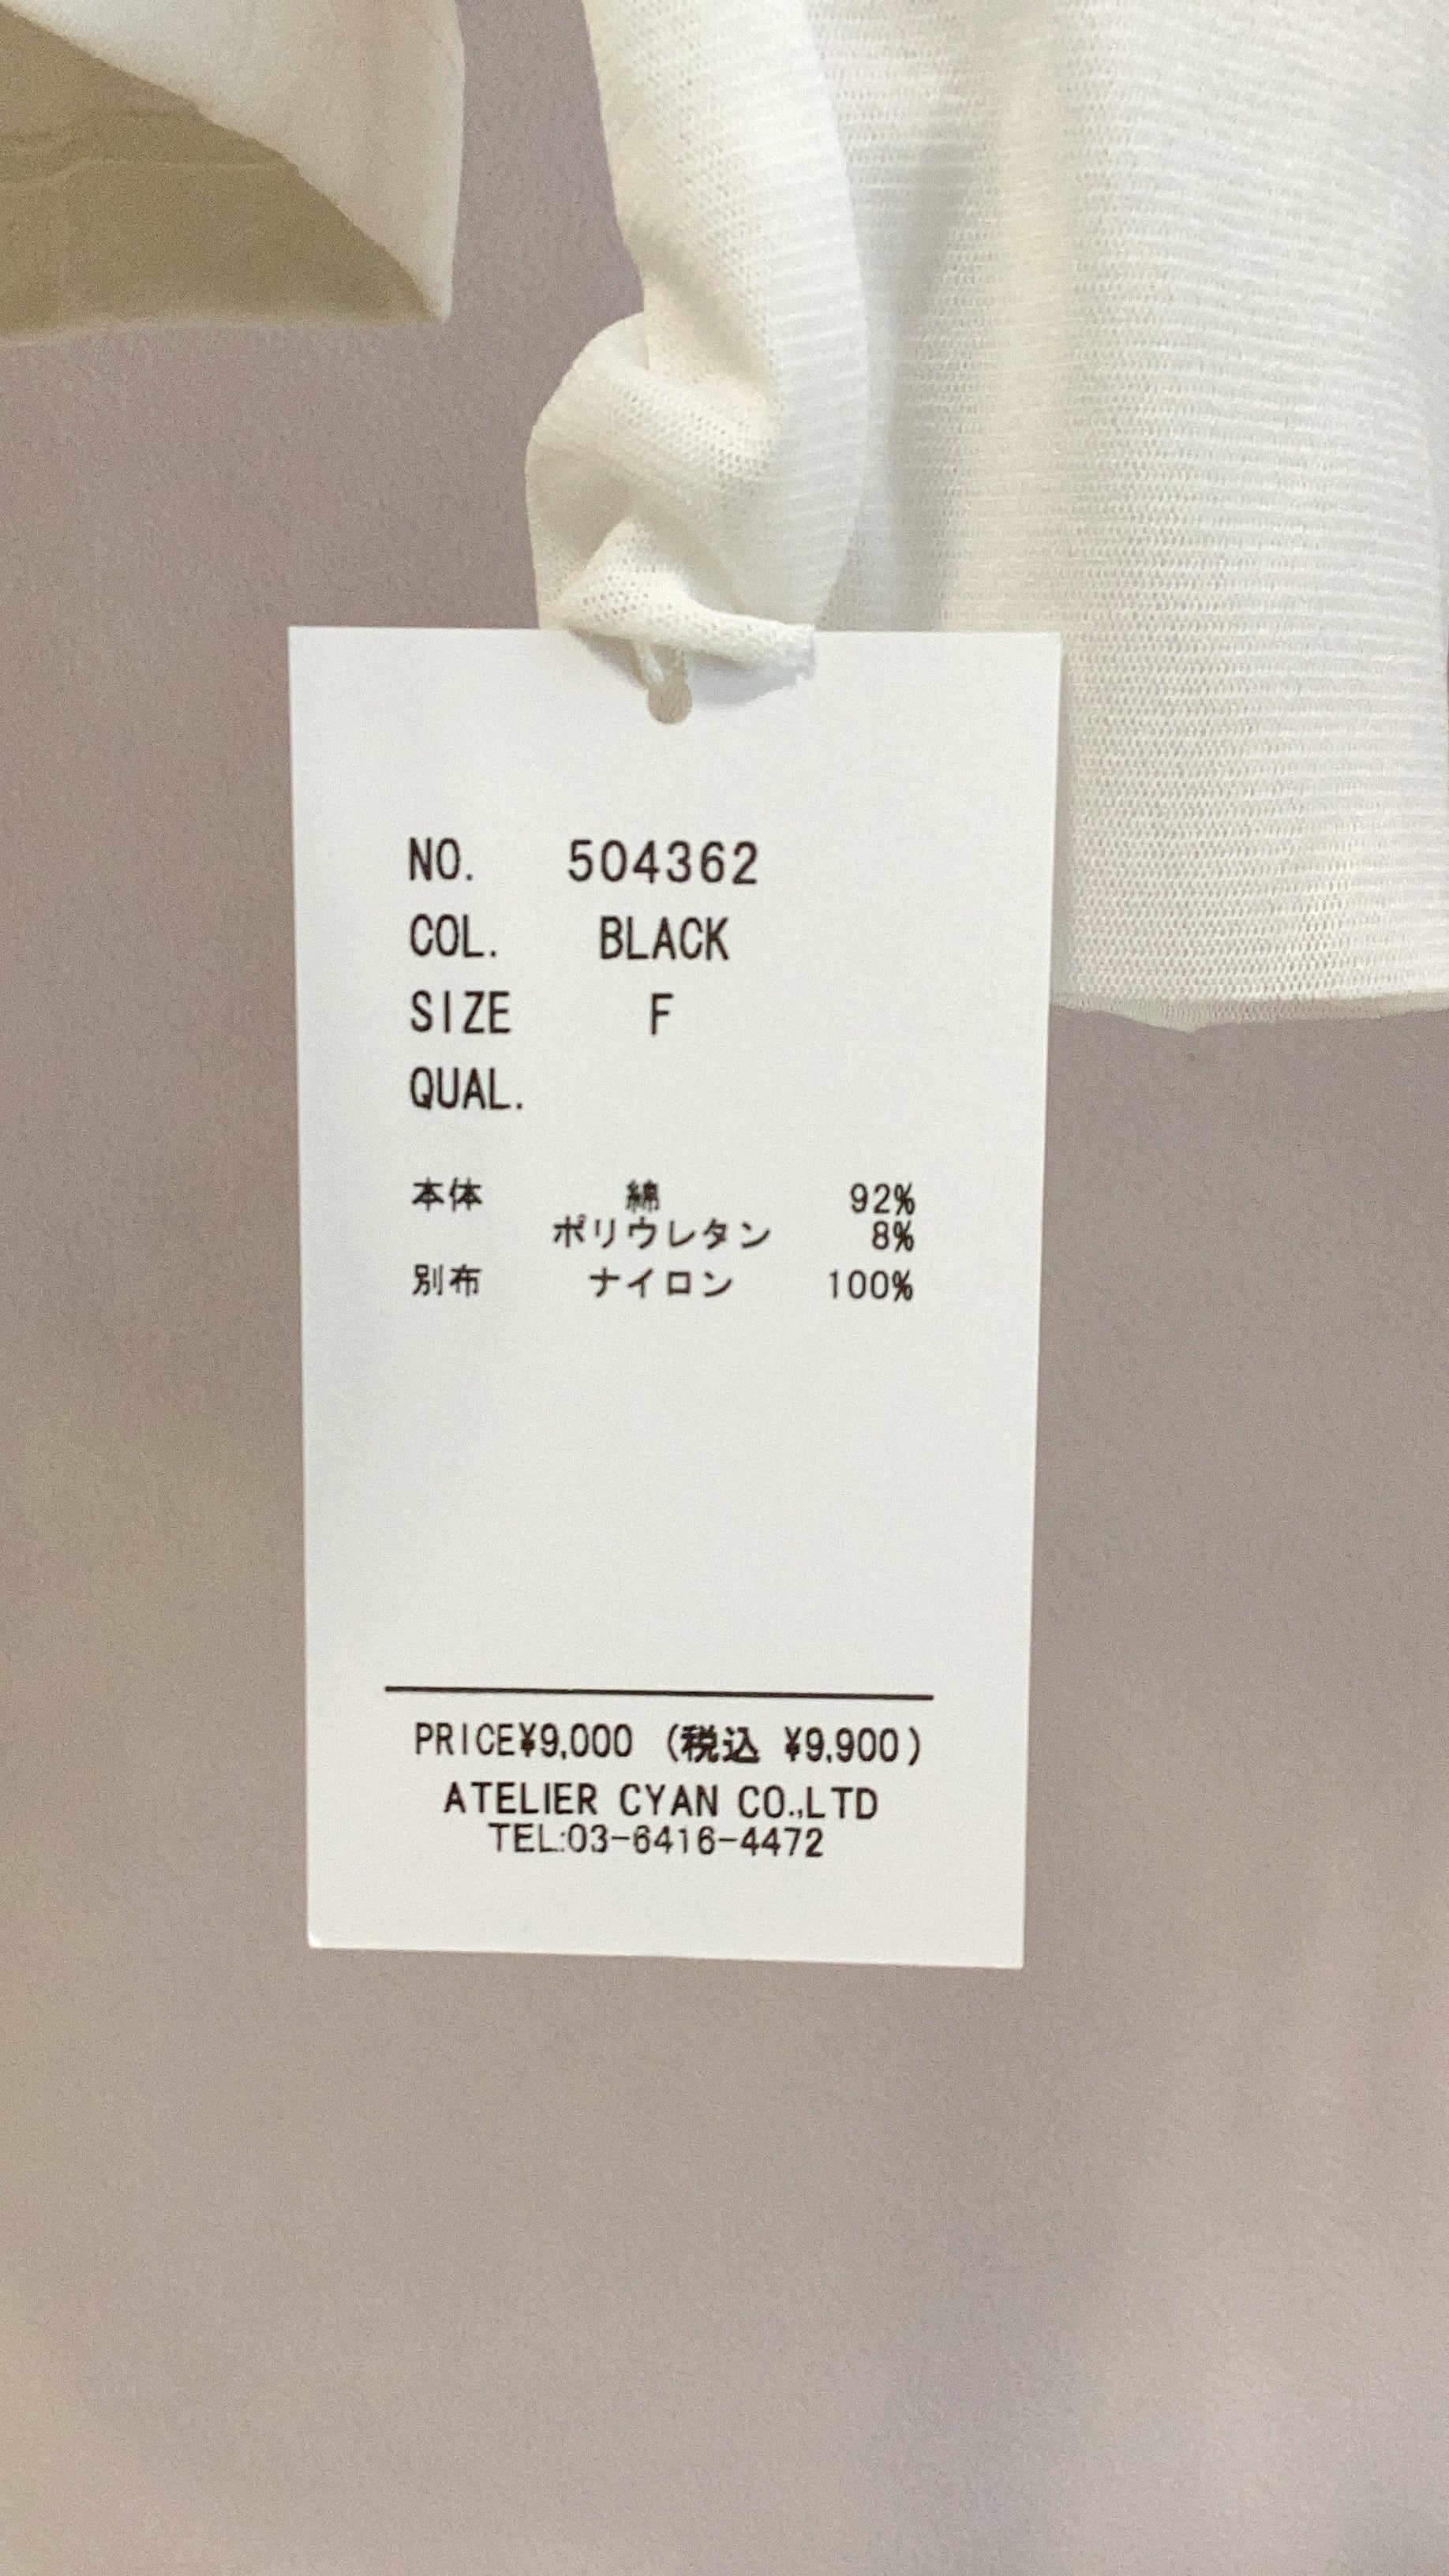 NO. 504362
COL. BLACK
SIZE F
QUAL.
本体 綿 92%
ポリウレタン 8%
別布 ナイロン 100%
PRICE¥9,000 (税込 ¥9,900)
ATELIER CYAN CO.,LTD
TEL:03-6416-4472